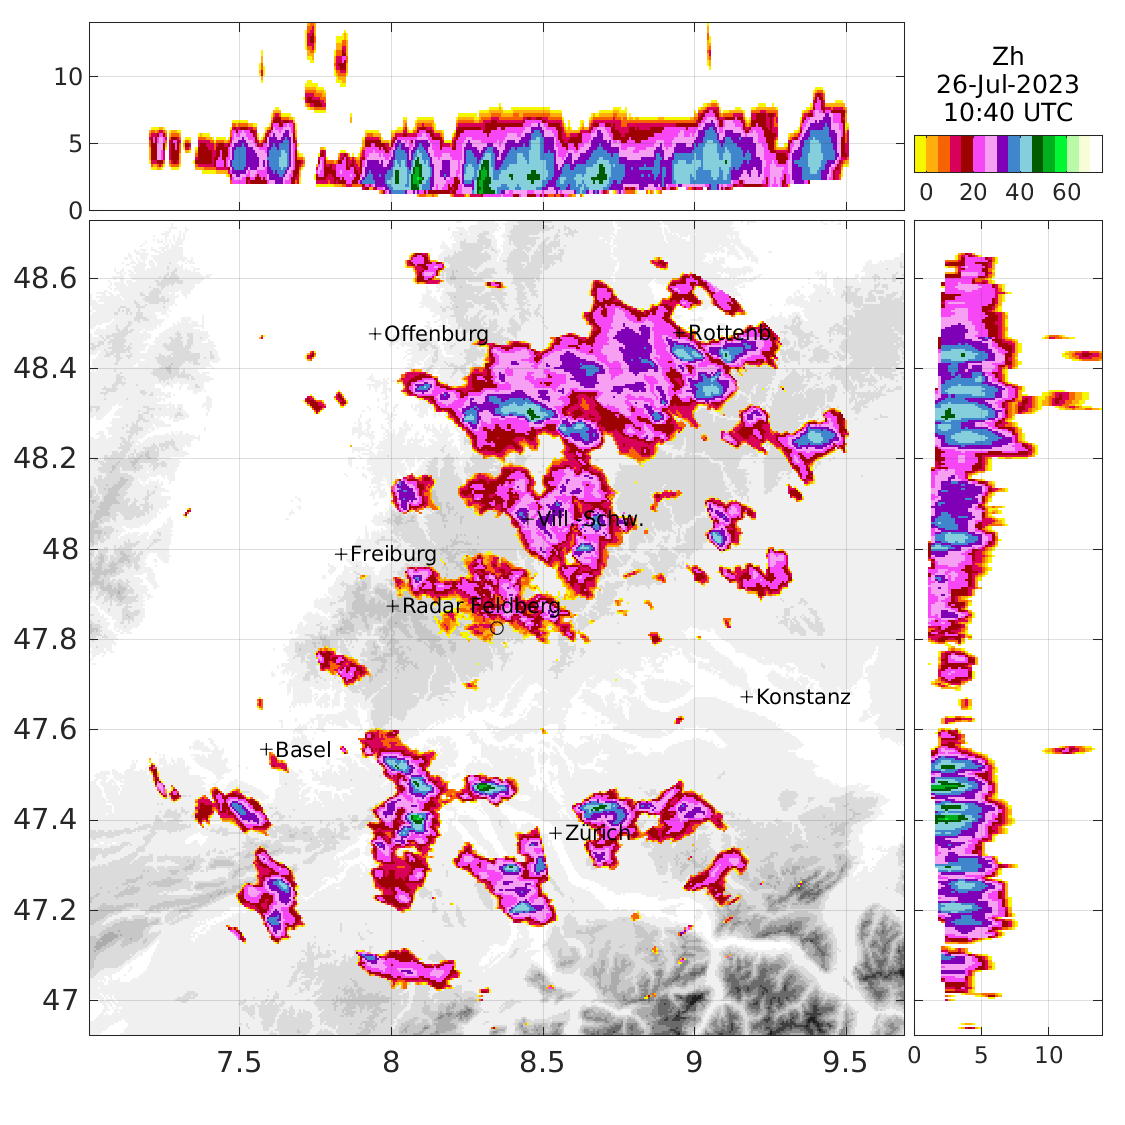 10
5
0
Zh
26-Jul-2023
10:40 UTC
0 20 40 60
48.6
48.4
48.2
48
47.8
47.6
47.4
47.2
47
+Offenburg
+Rottenb.
+Vill.-Schw.
+Freiburg
+Radar Feldberg
+Konstanz
+Basel
+Zürich
7.5 8 8.5 9 9.5
0 5 10